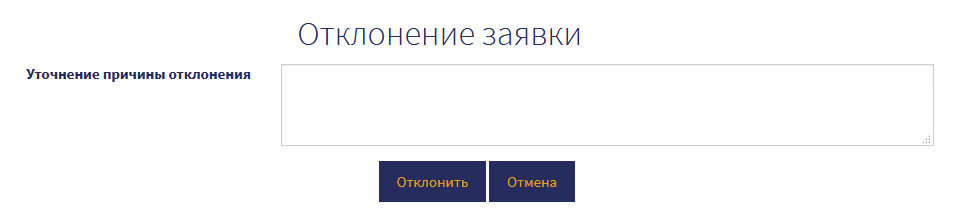 Отклонение заявки
Уточнение причины отклонения
Отклонить Отмена